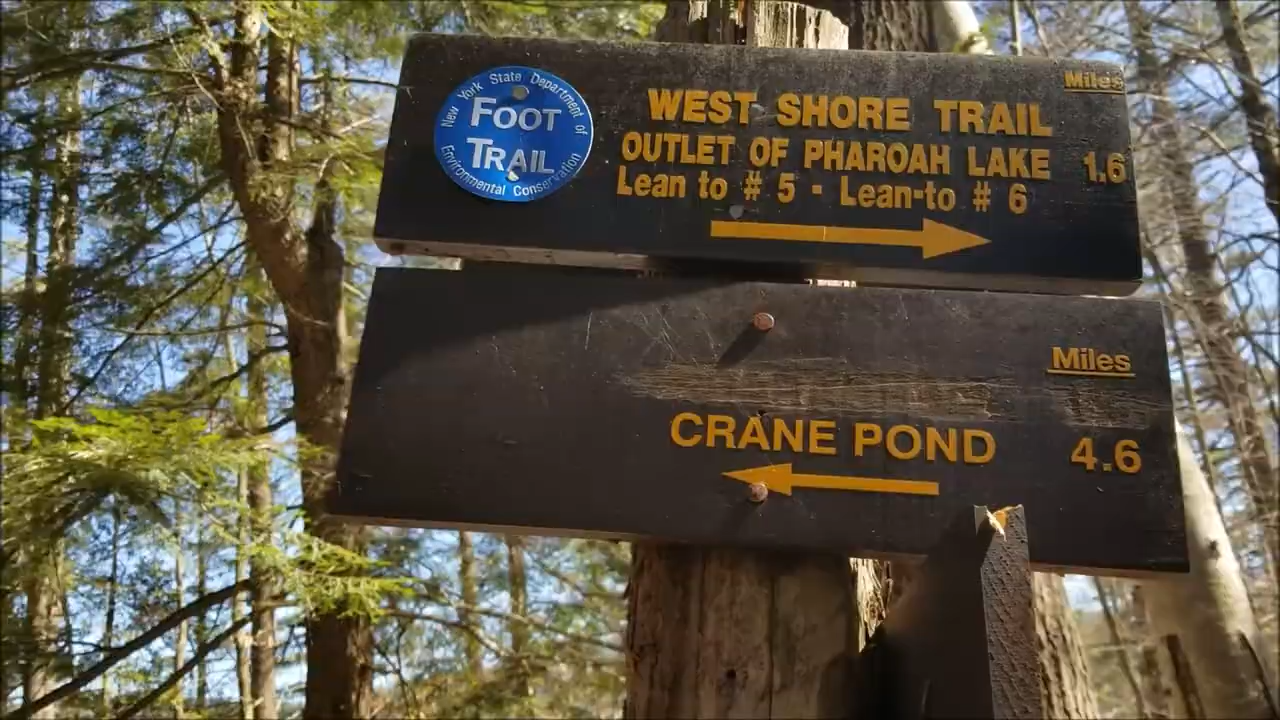 New York State Department of
FOOT
TRAIL
Environmental Conservation
Miles
WEST SHORE TRAIL
OUTLET OF PHAROAH LAKE 1.6
Lean to # 5 - Lean-to # 6
Miles
CRANE POND 4.6